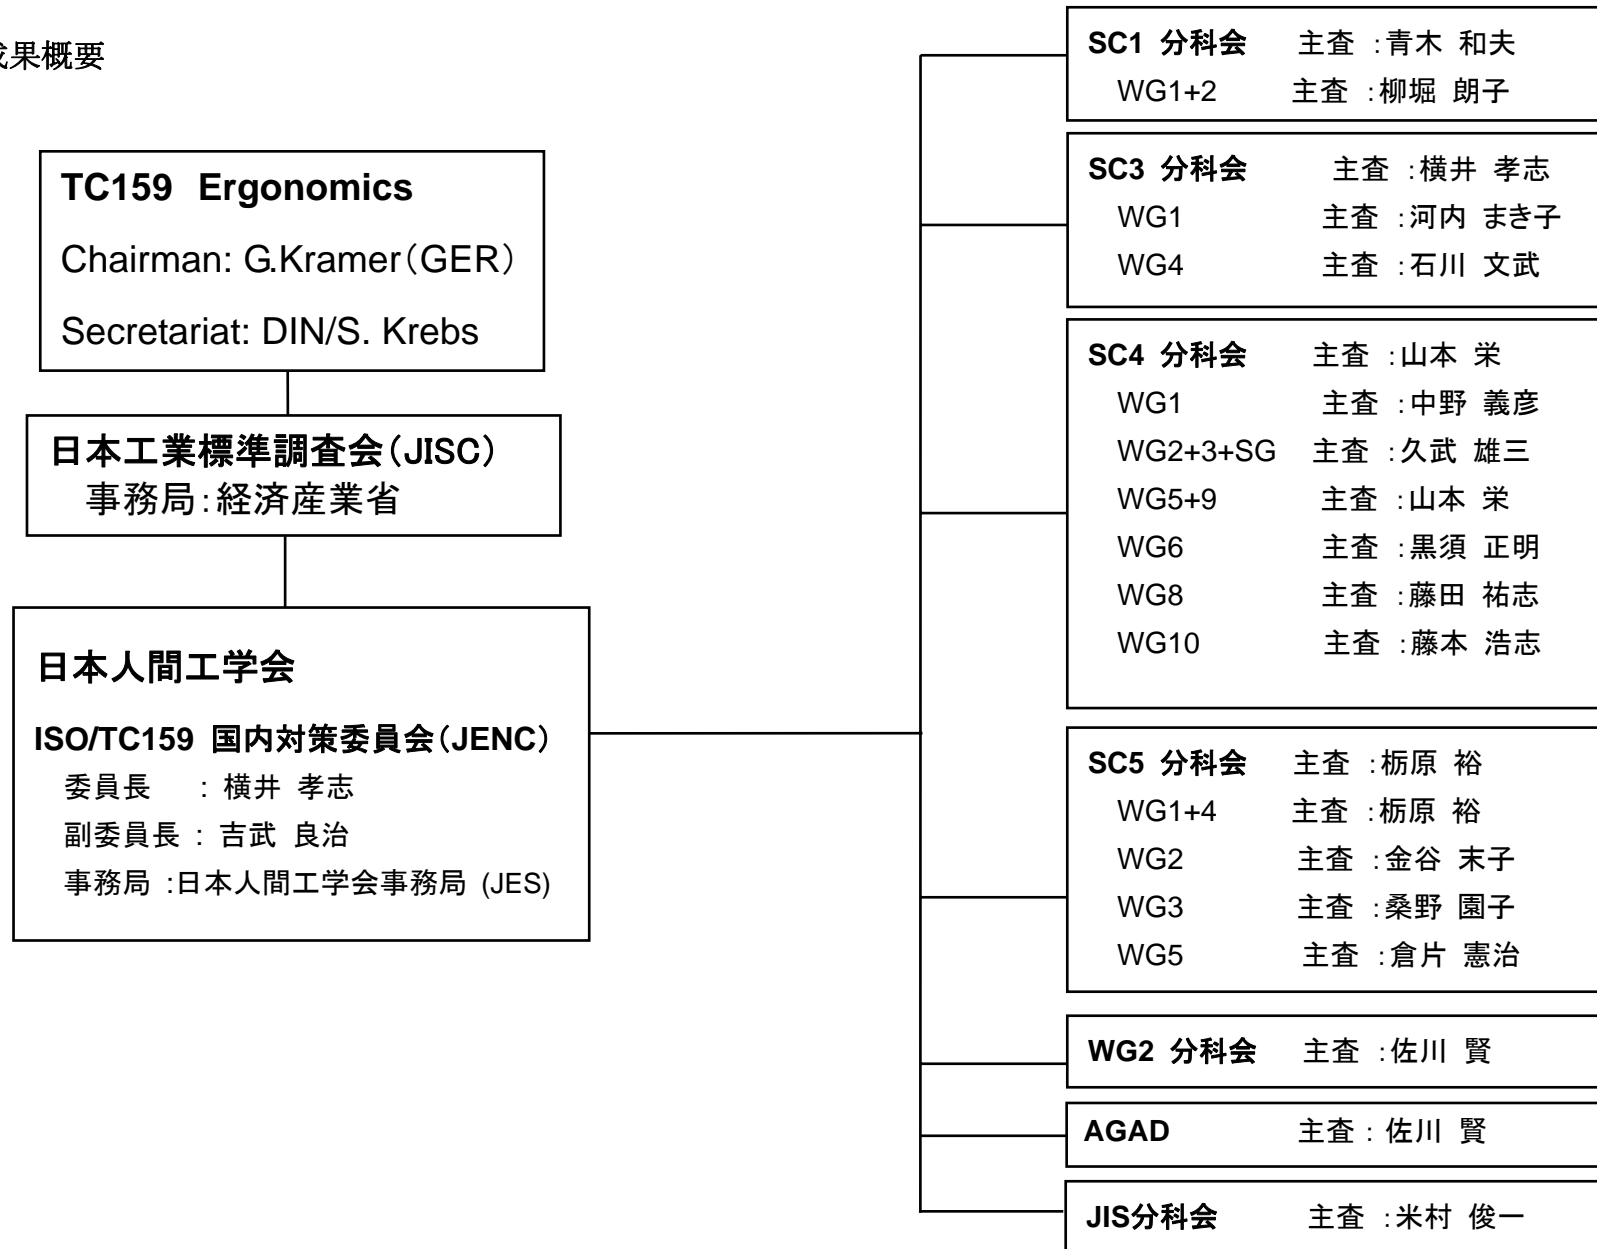 成果概要
TC159 Ergonomics
Chairman: G.Kramer（GER）
Secretariat: DIN/S. Krebs
日本工業標準調査会（JISC）
事務局：経済産業省
日本人間工学会
ISO/TC159 国内対策委員会（JENC）
委員長 ： 横井 孝志
副委員長 ： 吉武 良治
事務局 ：日本人間工学会事務局 (JES)
SC1 分科会 主査 ：青木 和夫
WG1+2 主査 ：柳堀 朗子
SC3 分科会 主査 ：横井 孝志
WG1 主査 ：河内 まき子
WG4 主査 ：石川 文武
SC4 分科会 主査 ：山本 栄
WG1 主査 ：中野 義彦
WG2+3+SG 主査 ：久武 雄三
WG5+9 主査 ：山本 栄
WG6 主査 ：黒須 正明
WG8 主査 ：藤田 祐志
WG10 主査 ：藤本 浩志
SC5 分科会 主査 ：栃原 裕
WG1+4 主査 ：栃原 裕
WG2 主査 ：金谷 末子
WG3 主査 ：桑野 園子
WG5 主査 ：倉片 憲治
WG2 分科会 主査 ：佐川 賢
AGAD 主査 ： 佐川 賢
JIS分科会 主査 ：米村 俊一